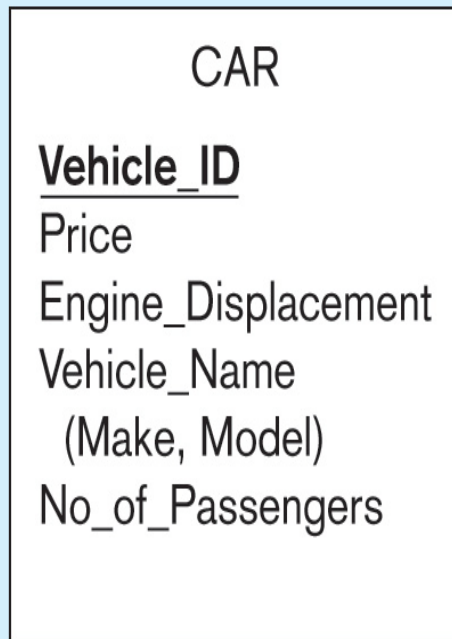 CAR
Vehicle_ID
Price
Engine_Displacement
Vehicle_Name
(Make, Model)
No_of_Passengers